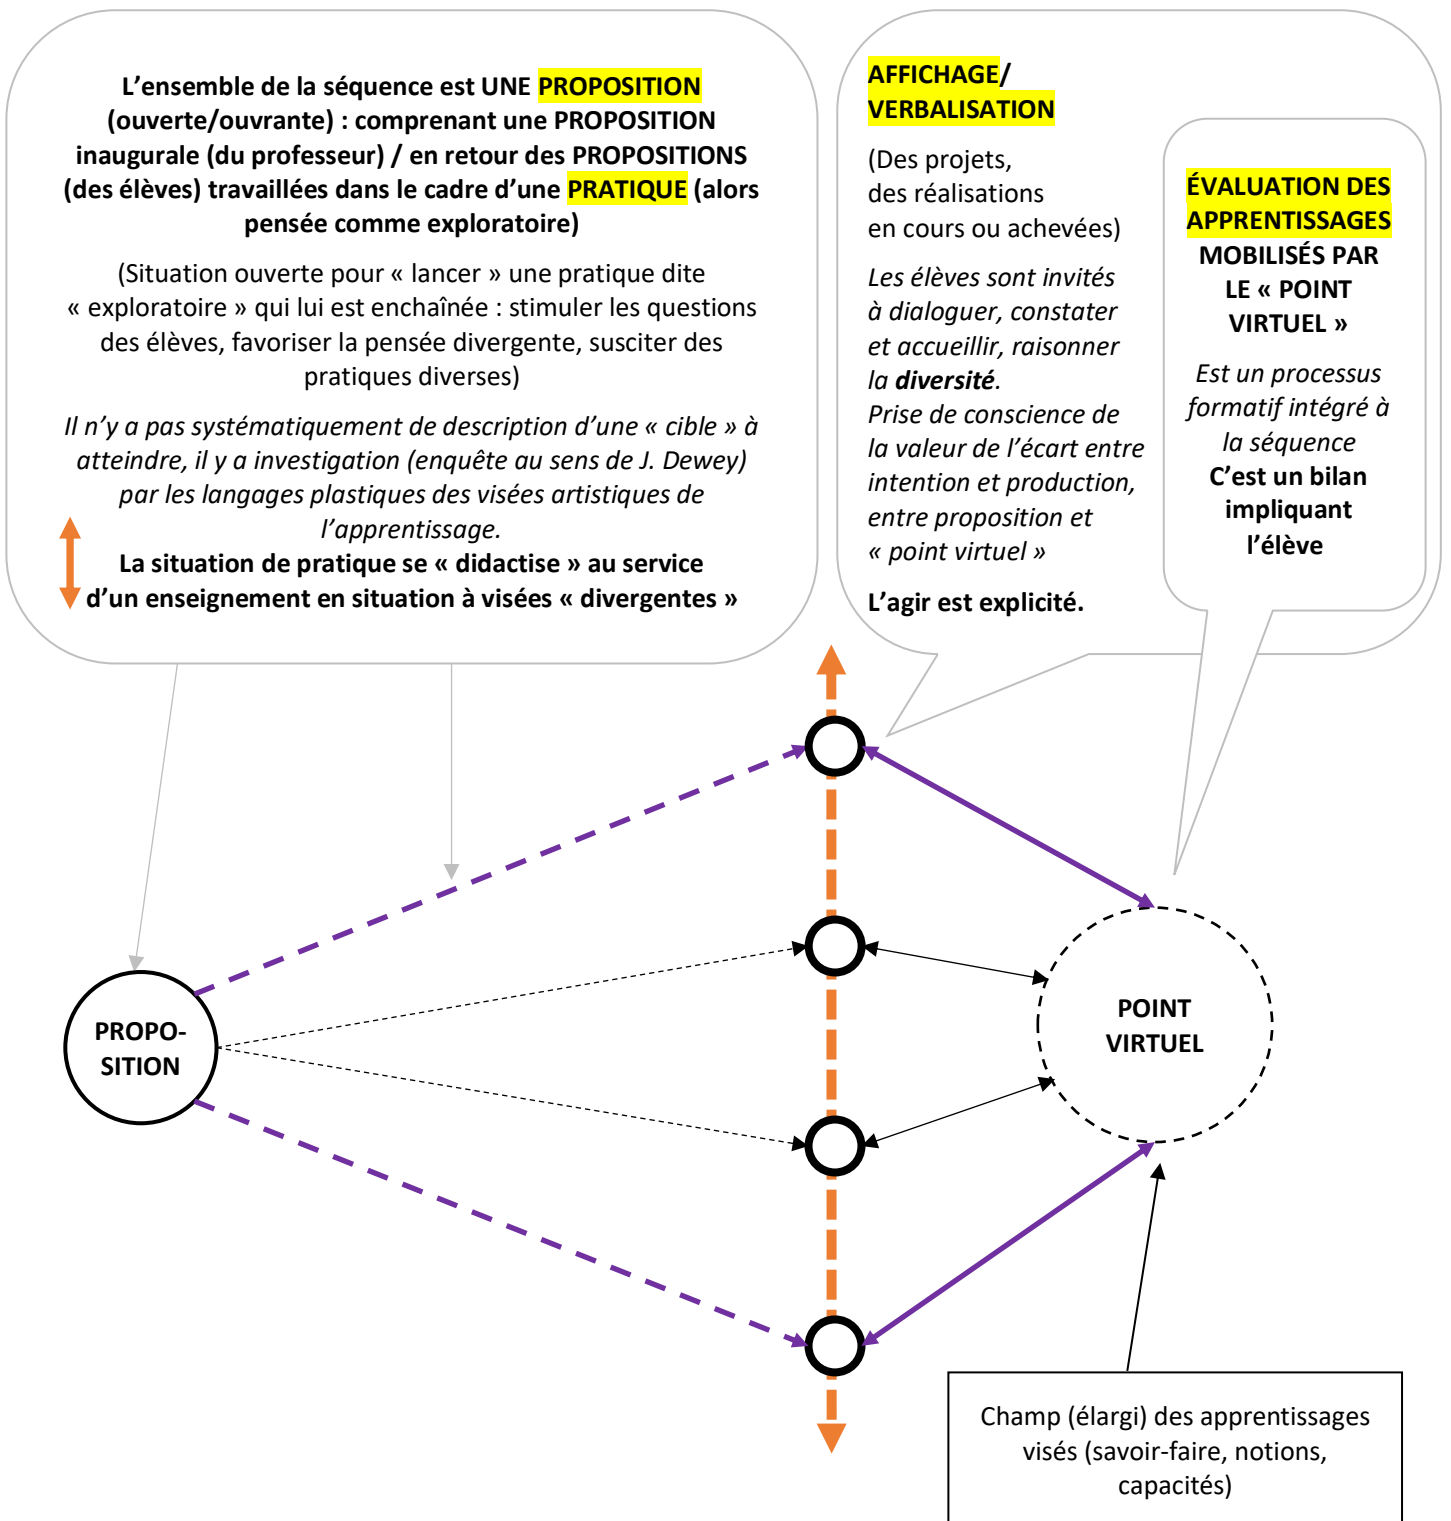 L’ensemble de la séquence est UNE PROPOSITION
(ouverte/ouvrante) : comprenant une PROPOSITION
inaugurale (du professeur) / en retour des PROPOSITIONS
(des élèves) travaillées dans le cadre d’une PRATIQUE (alors
pensée comme exploratoire)
(Situation ouverte pour « lancer » une pratique dite
« exploratoire » qui lui est enchaînée : stimuler les questions
des élèves, favoriser la pensée divergente, susciter des
pratiques diverses)
Il n’y a pas systématiquement de description d’une « cible » à
atteindre, il y a investigation (enquête au sens de J. Dewey)
par les langages plastiques des visées artistiques de
l’apprentissage.
La situation de pratique se « didactise » au service
d’un enseignement en situation à visées « divergentes »
AFFICHAGE/
VERBALISATION
(Des projets,
des réalisations
en cours ou achevées)
Les élèves sont invités
à dialoguer, constater
et accueillir, raisonner
la diversité.
Prise de conscience de
la valeur de l’écart entre
intention et production,
entre proposition et
« point virtuel »
L’agir est explicité.
ÉVALUATION DES
APPRENTISSAGES
MOBILISÉS PAR
LE « POINT
VIRTUEL »
Est un processus
formatif intégré à
la séquence
C’est un bilan
impliquant
l’élève
PROPO-
SITION
POINT
VIRTUEL
Champ (élargi) des apprentissages
visés (savoir-faire, notions,
capacités)